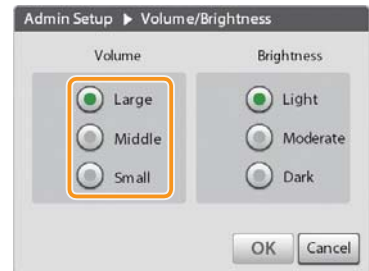 Admin Setup ▶ Volume/Brightness
Volume
Large
Middle
Small
Brightness
Light
Moderate
Dark
OK
Cancel